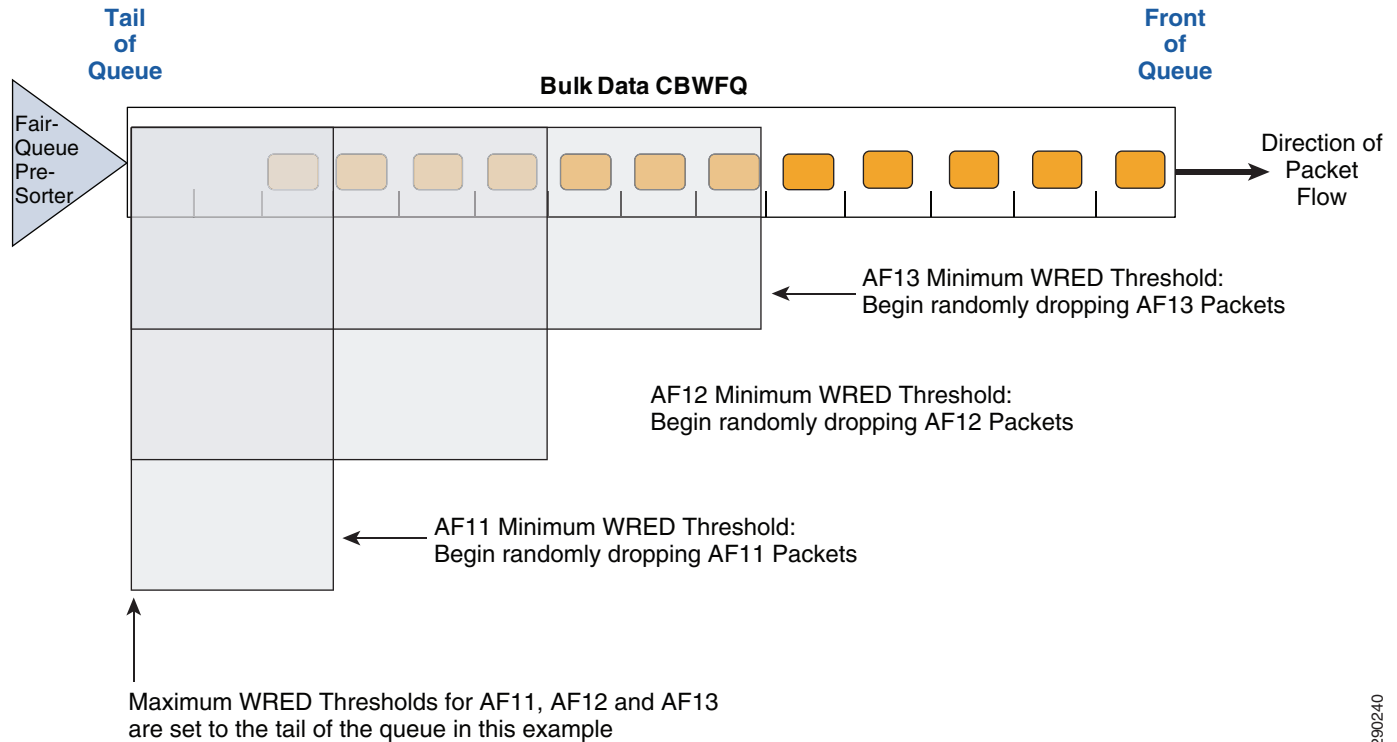 Tail
of
Queue
Front
of
Queue
Bulk Data CBWFQ
Fair-
Queue
Pre-
Sorter
Direction of
Packet
Flow
AF13 Minimum WRED Threshold:
Begin randomly dropping AF13 Packets
AF12 Minimum WRED Threshold:
Begin randomly dropping AF12 Packets
AF11 Minimum WRED Threshold:
Begin randomly dropping AF11 Packets
Maximum WRED Thresholds for AF11, AF12 and AF13
are set to the tail of the queue in this example
290240